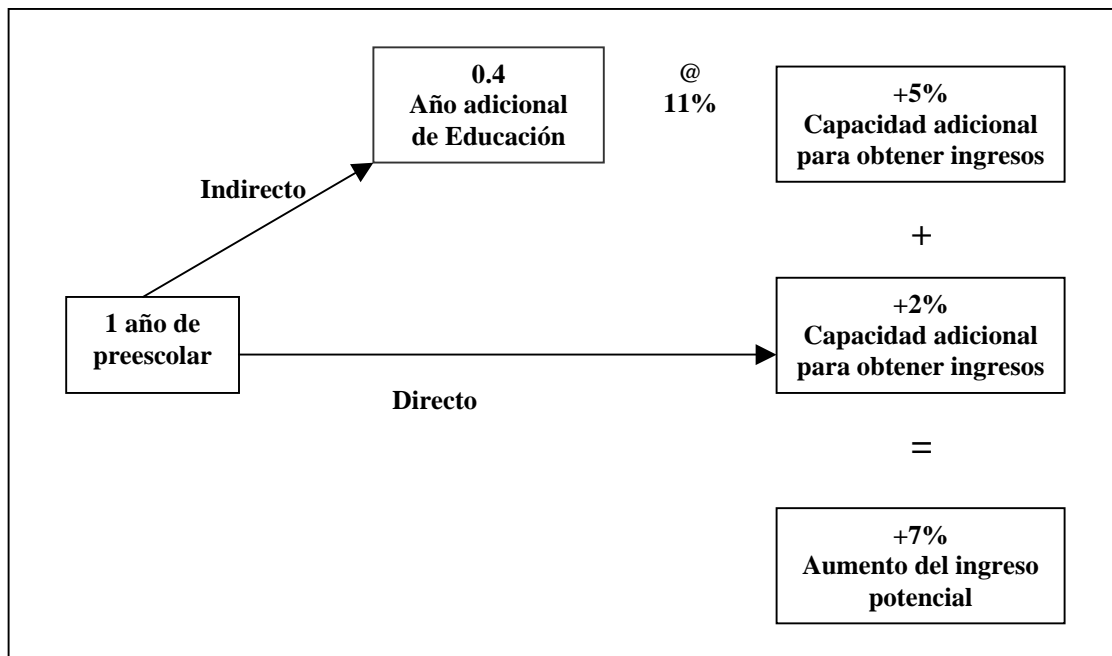 0.4
Año adicional
de Educación
@
11%
+5%
Capacidad adicional
para obtener ingresos
Indirecto
+
1 año de
preescolar
+2%
Capacidad adicional
para obtener ingresos
Directo
=
+7%
Aumento del ingreso
potencial